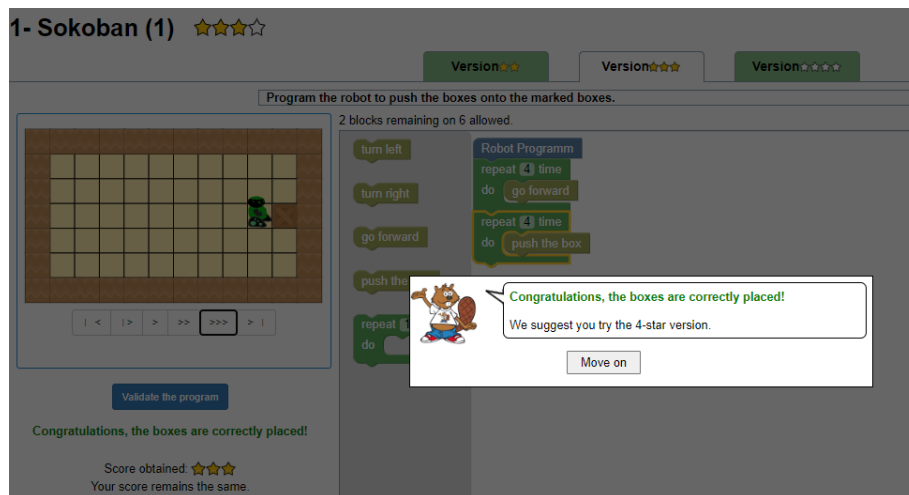 1- Sokoban (1)
Version
Version
Version
Program the robot to push the boxes onto the marked boxes.
2 blocks remaining on 6 allowed.
turn left
turn right
go forward
push the
repeat
do
Robot Programm
repeat 4 time
do go forward
repeat 4 time
do push the box
| <
|>
>
>>
>>>
> |
Congratulations, the boxes are correctly placed!
We suggest you try the 4-star version.
Move on
Validate the program
Congratulations, the boxes are correctly placed!
Score obtained:
Your score remains the same.